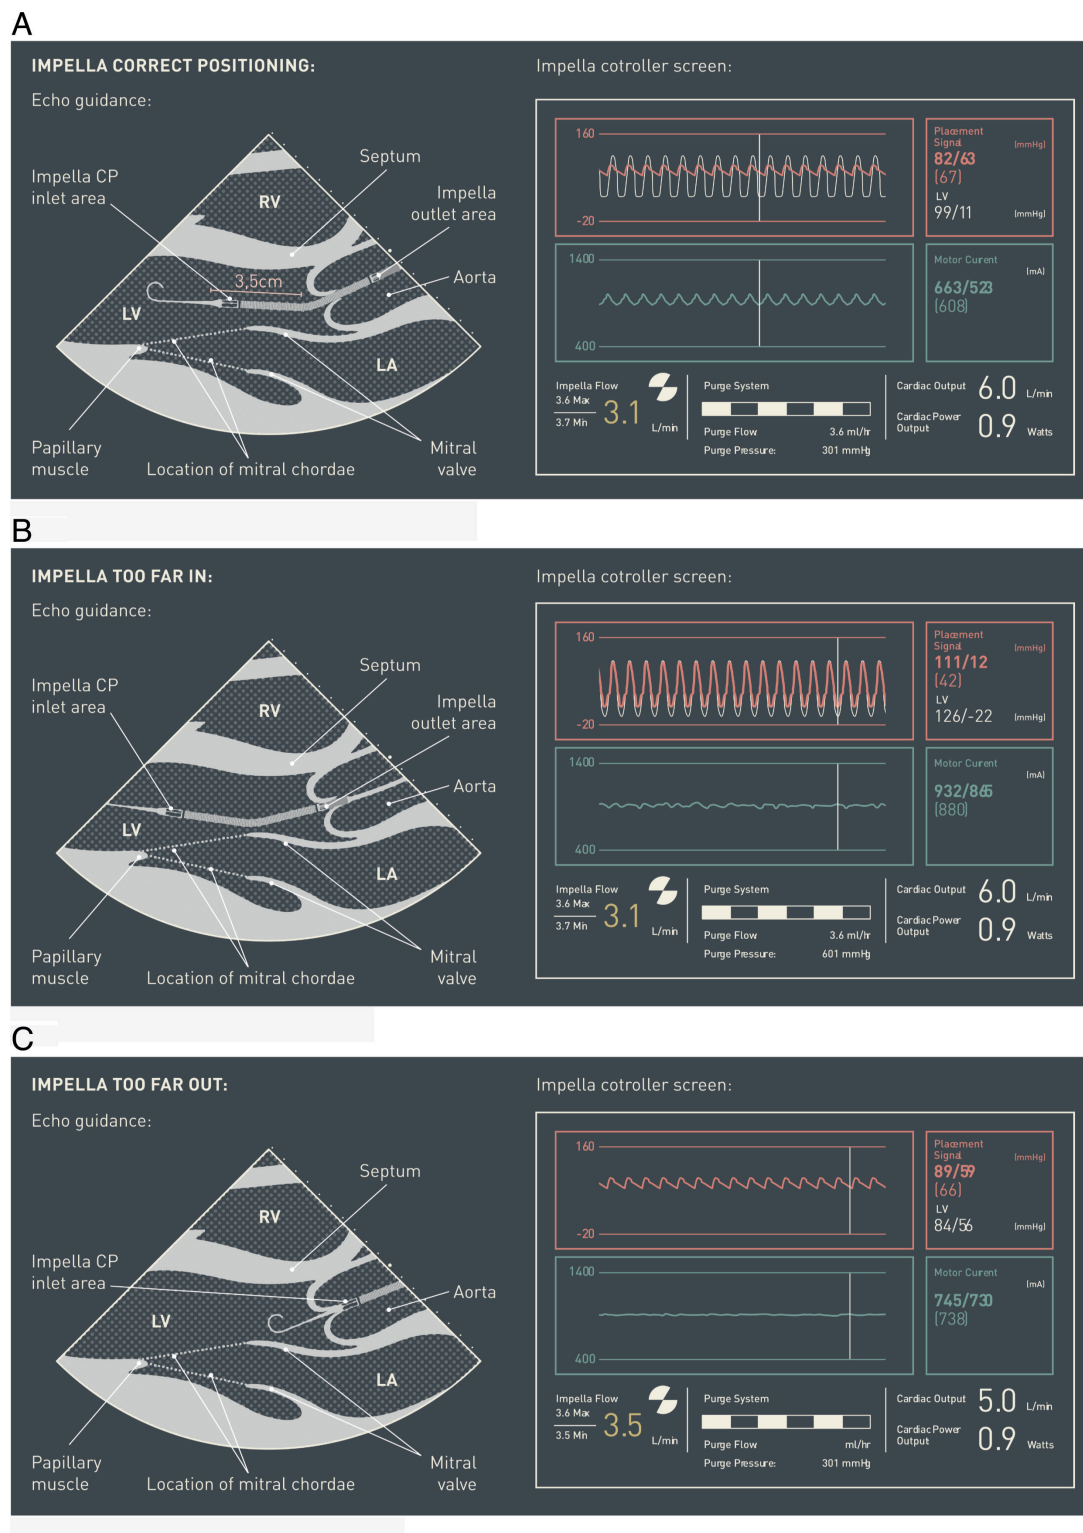 A
IMPELLA CORRECT POSITIONING:
Echo guidance:
Impella CP
inlet area
Septum
Impella
outlet area
Aorta
RV
3,5cm
LV
LA
Papillary
muscle
Location of mitral chordae
Mitral
valve
Impella cotroller screen:
160
-20
Placement
Signal
(mmHg)
82/63
(67)
LV
99/11
(mmHg)
1400
400
Motor Current
(mA)
663/523
(608)
Impella Flow
3.6 Max
3.7 Min
3.1
L/min
Purge System
Purge Flow 3.6 ml/hr
Purge Pressure: 301 mmHg
Cardiac Output 6.0 L/min
Cardiac Power
Output 0.9 Watts
B
IMPELLA TOO FAR IN:
Echo guidance:
Impella CP
inlet area
Septum
Impella
outlet area
Aorta
RV
LV
LA
Papillary
muscle
Location of mitral chordae
Mitral
valve
Impella cotroller screen:
160
-20
Placement
Signal
(mmHg)
111/12
(42)
LV
126/-22
(mmHg)
1400
400
Motor Current
(mA)
932/865
(880)
Impella Flow
3.6 Max
3.7 Min
3.1
L/min
Purge System
Purge Flow 3.6 ml/hr
Purge Pressure: 601 mmHg
Cardiac Output 6.0 L/min
Cardiac Power
Output 0.9 Watts
C
IMPELLA TOO FAR OUT:
Echo guidance:
Septum
Impella CP
inlet area
Aorta
RV
LV
LA
Papillary
muscle
Location of mitral chordae
Mitral
valve
Impella cotroller screen:
160
-20
Placement
Signal
(mmHg)
89/59
(66)
LV
84/56
(mmHg)
1400
400
Motor Current
(mA)
745/730
(738)
Impella Flow
3.6 Max
3.5 Min
3.5
L/min
Purge System
Purge Flow ml/hr
Purge Pressure: 301 mmHg
Cardiac Output 5.0 L/min
Cardiac Power
Output 0.9 Watts